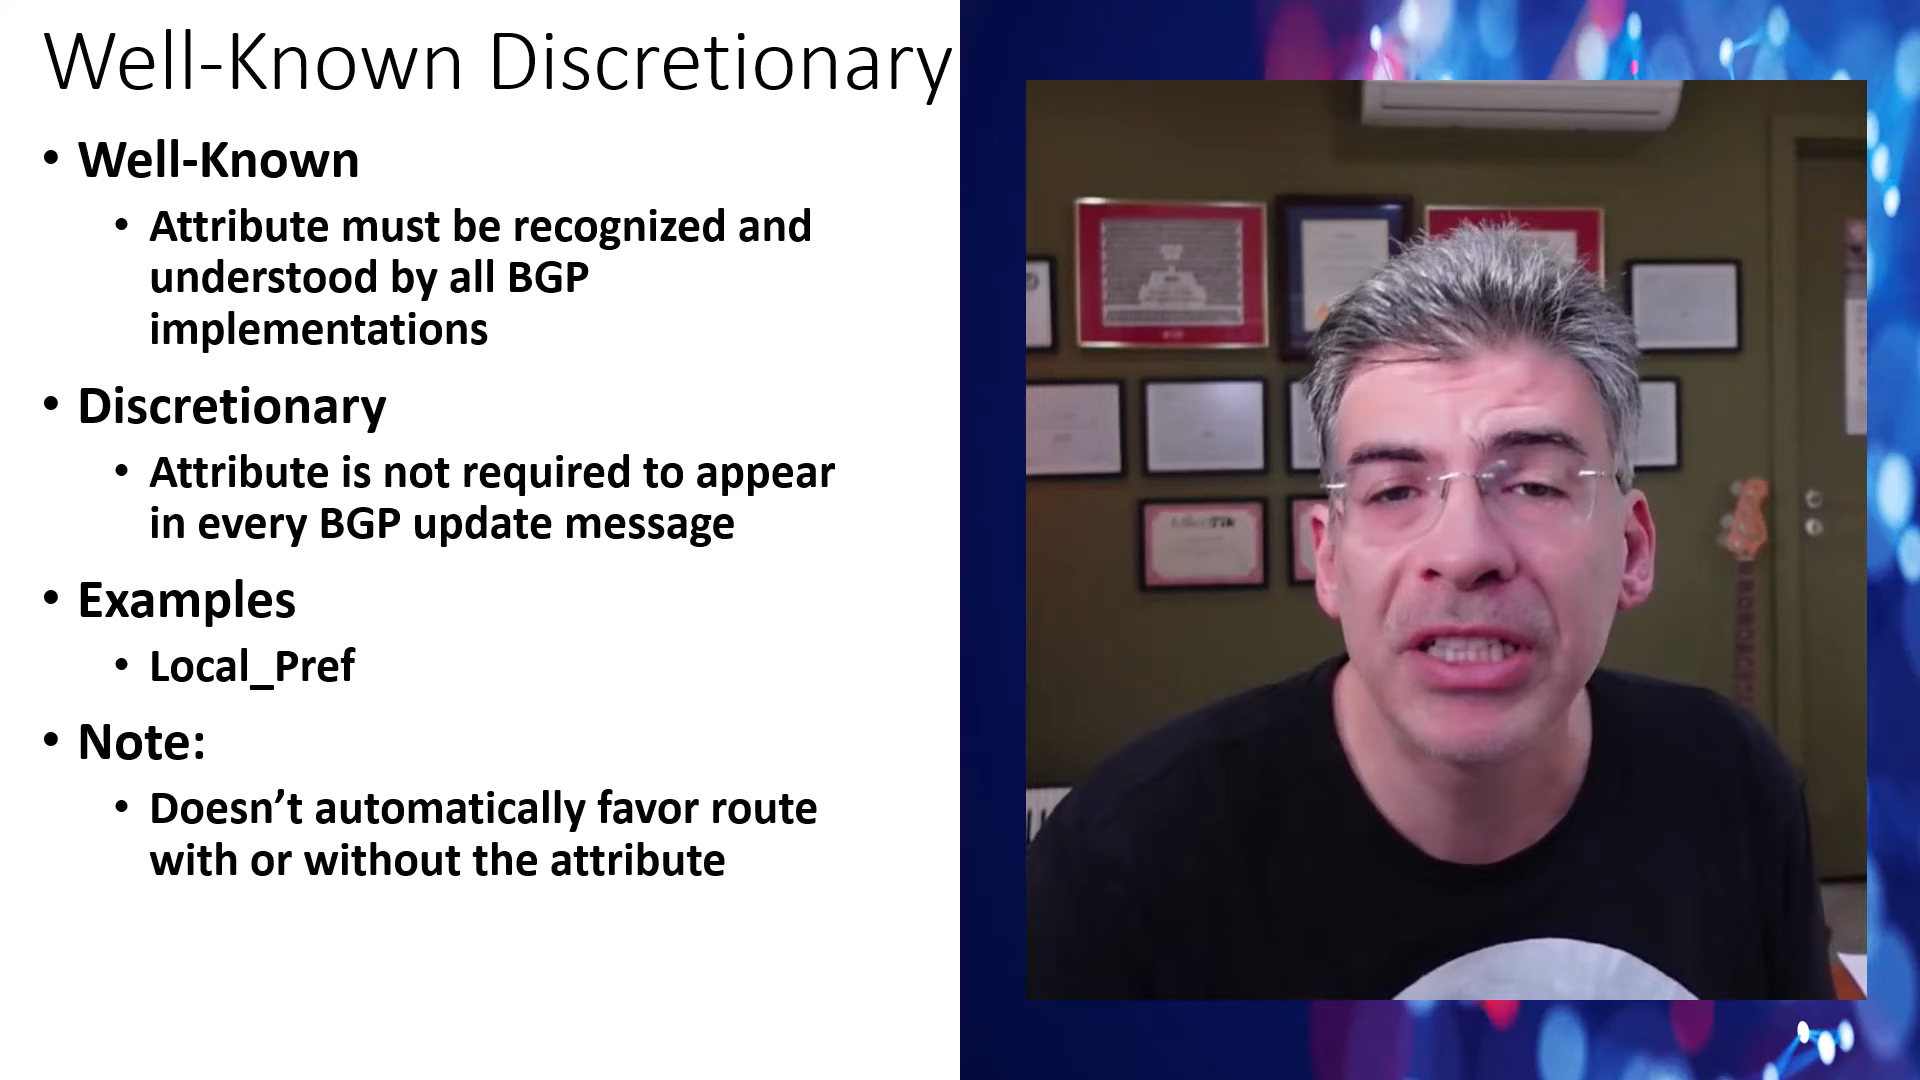 Well-Known Discretionary
• Well-Known
• Attribute must be recognized and
understood by all BGP
implementations
• Discretionary
• Attribute is not required to appear
in every BGP update message
• Examples
• Local_Pref
• Note:
• Doesn’t automatically favor route
with or without the attribute